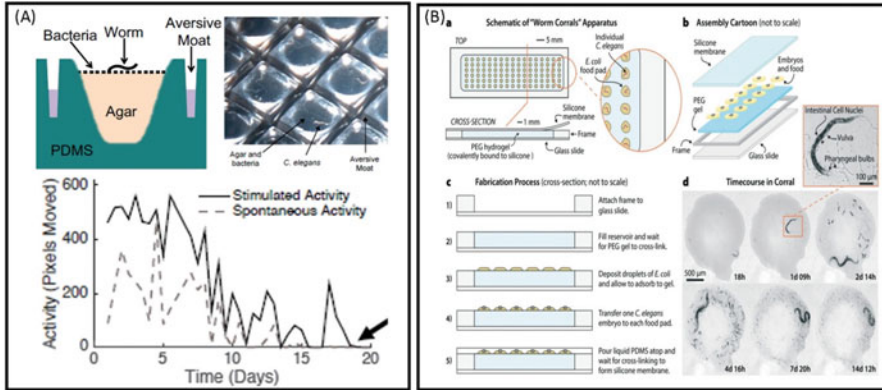 (A)
Bacteria
Worm
Aversive
Moat
Agar
PDMS
Agar and
bacteria
C. elegans
Aversive
Moat
Activity (Pixels Moved)
600
400
200
0
Stimulated Activity
Spontaneous Activity
0
5
10
15
20
Time (Days)
(B)
a
Schematic of "Worm Corrals" Apparatus
TOP
5 mm
Individual
C. elegans
E. coli
food pad
CROSS-SECTION
1 mm
Silicone
membrane
Frame
Glass slide
PEG hydrogel
(covalently bound to silicone)
b
Assembly Cartoon (not to scale)
Silicone
membrane
Embryos
and food
PEG
gel
Frame
Glass
slide
Intestinal Cell Nuclei
Vulva
Pharyngeal bulbs
100 µm
c
Fabrication Process (cross-section; not to scale)
1)
Attach frame to
glass slide.
2)
Fill reservoir and wait
for PEG gel to cross-link.
3)
Deposit droplets of E. coli
and allow to adsorb to gel.
4)
Transfer one C. elegans
embryo to each food pad.
5)
Pour liquid PDMS atop and
wait for cross-linking to
form silicone membrane.
d
Timecourse in Corral
500 µm
18h
1d 09h
2d 14h
4d 16h
7d 20h
14d 12h